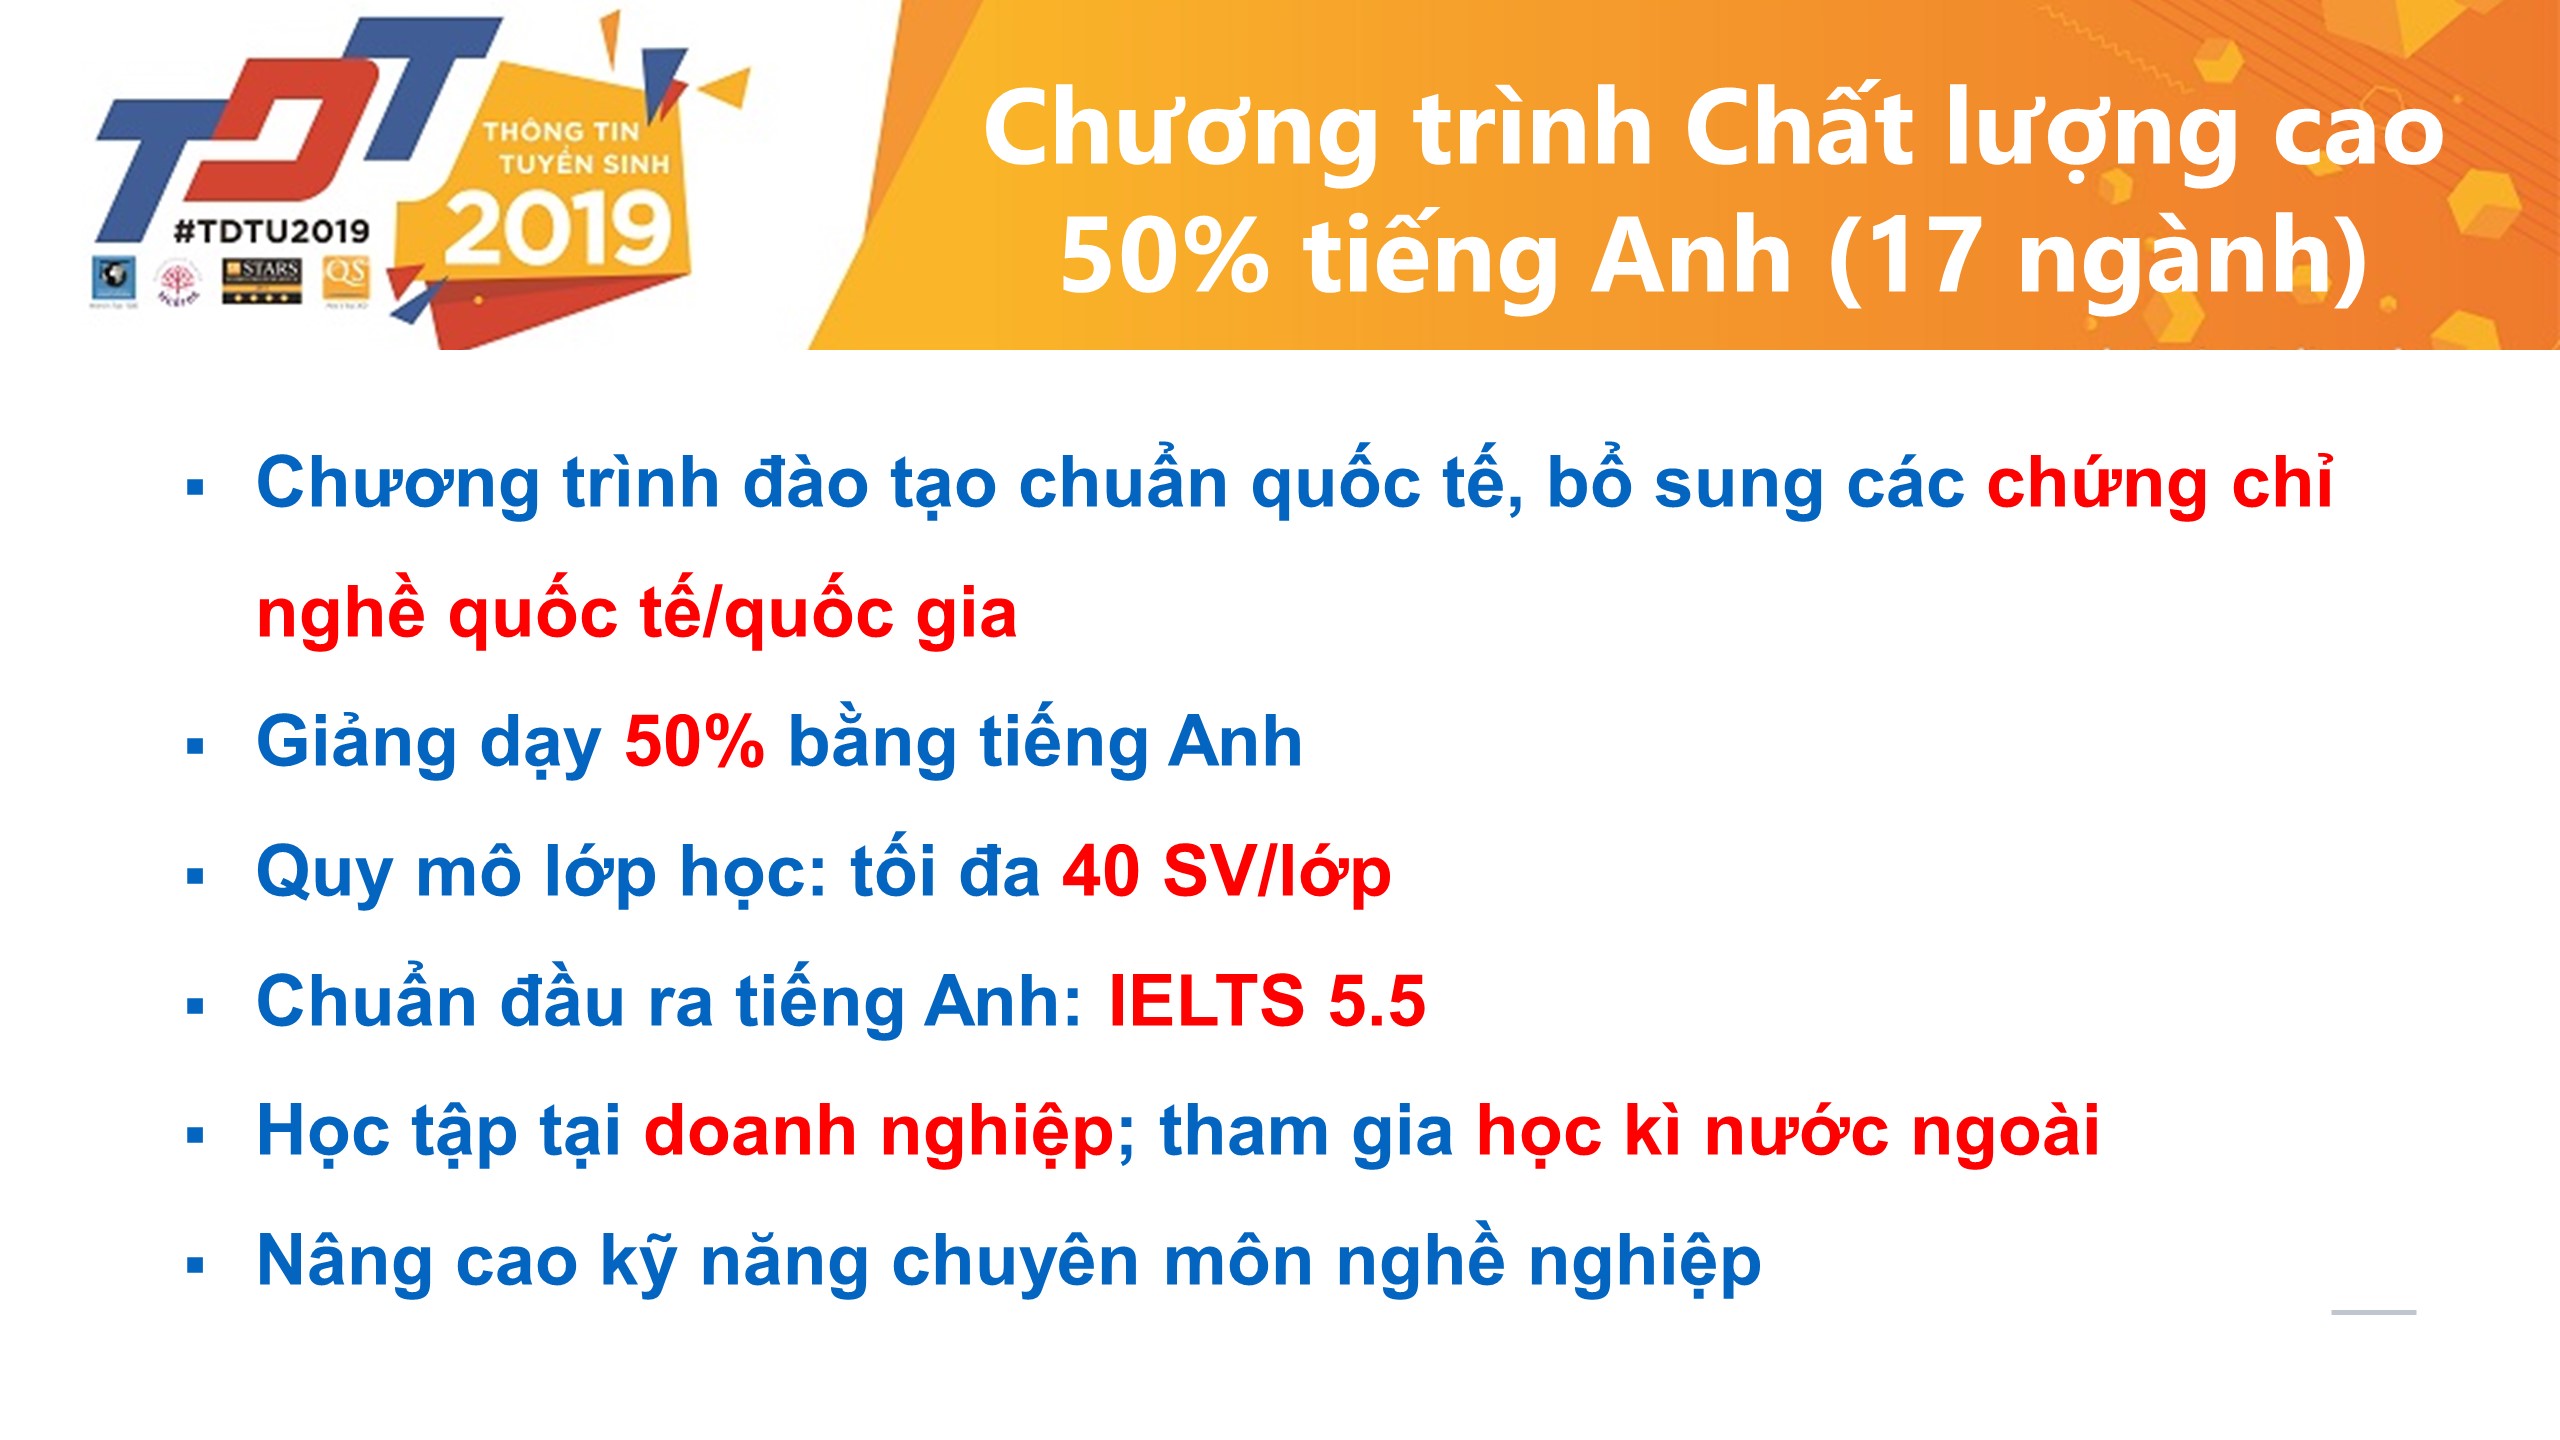 TDT
THÔNG TIN
TUYỂN SINH
2019
#TDTU2019
STARS
QS
Chương trình Chất lượng cao
50% tiếng Anh (17 ngành)
▪ Chương trình đào tạo chuẩn quốc tế, bổ sung các chứng chỉ
nghề quốc tế/quốc gia
▪ Giảng dạy 50% bằng tiếng Anh
▪ Quy mô lớp học: tối đa 40 SV/lớp
▪ Chuẩn đầu ra tiếng Anh: IELTS 5.5
▪ Học tập tại doanh nghiệp; tham gia học kì nước ngoài
▪ Nâng cao kỹ năng chuyên môn nghề nghiệp